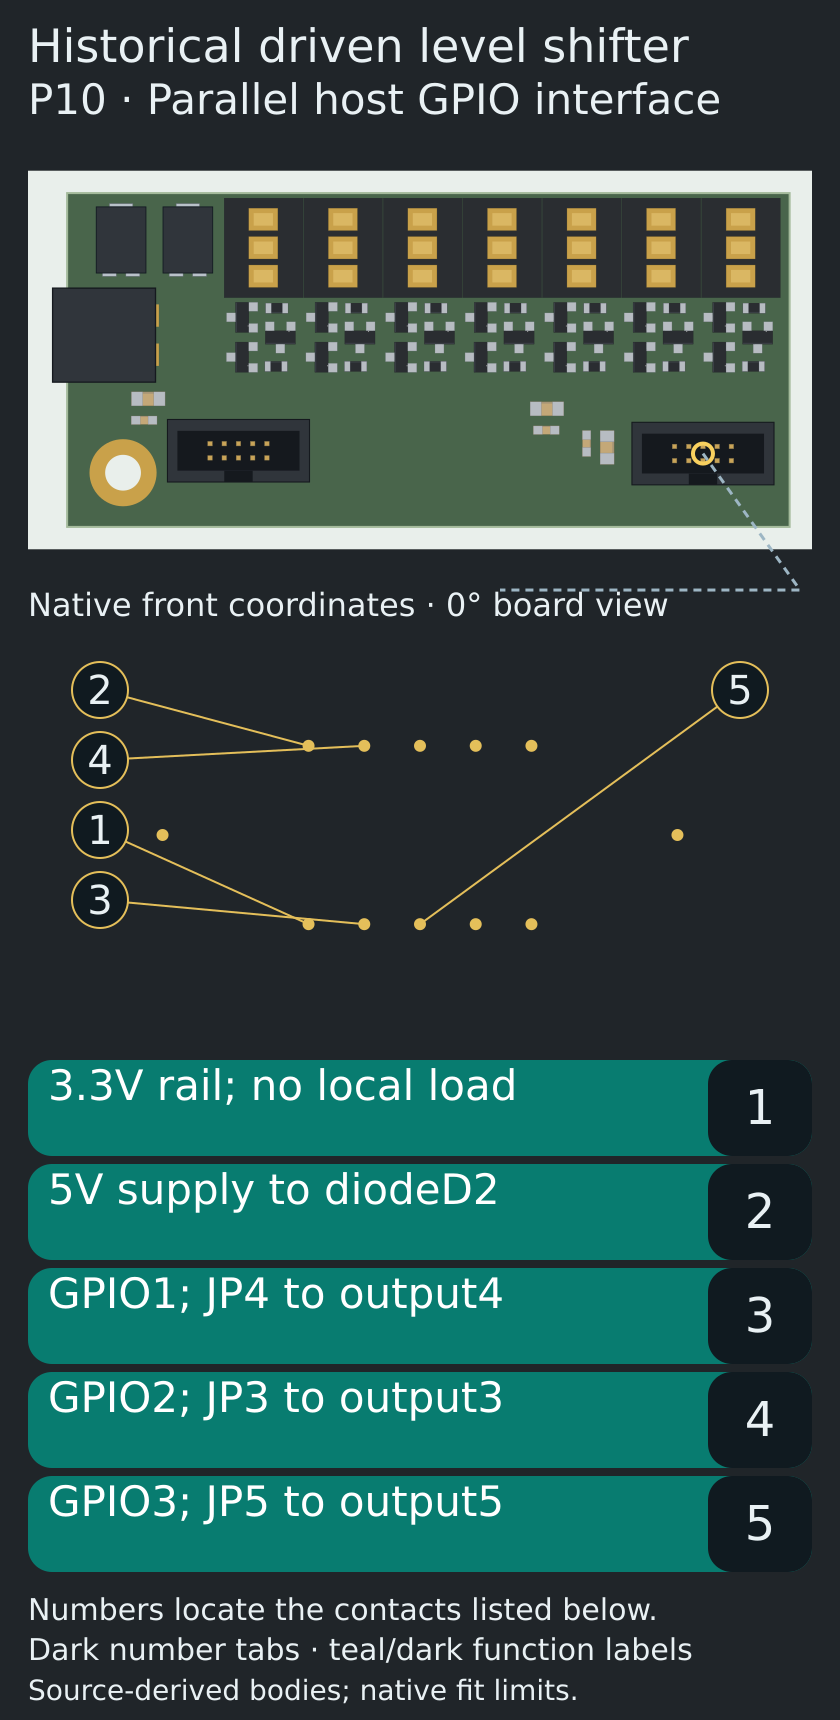 Historical driven level shifter
P10 · Parallel host GPIO interface
Native front coordinates · 0° board view
2
5
4
1
3
3.3V rail; no local load
1
5V supply to diodeD2
2
GPIO1; JP4 to output4
3
GPIO2; JP3 to output3
4
GPIO3; JP5 to output5
5
Numbers locate the contacts listed below.
Dark number tabs · teal/dark function labels
Source-derived bodies; native fit limits.